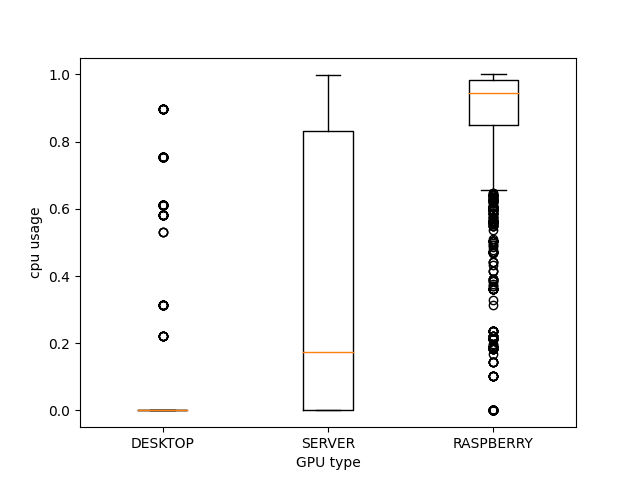 1.0
0.8
0.6
0.4
0.2
0.0
cpu usage
DESKTOP
SERVER
RASPBERRY
GPU type